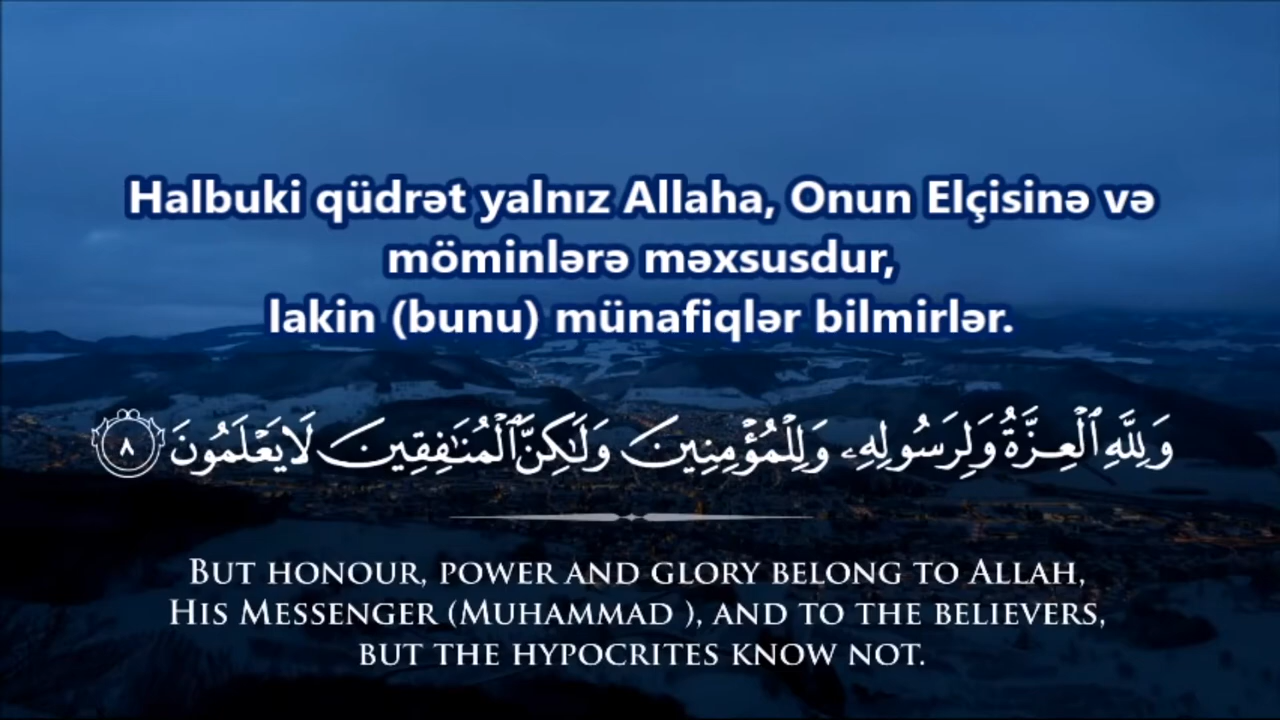 Halbuki qüdrət yalnız Allaha, Onun Elçisinə və
möminlərə məxsusdur,
lakin (bunu) münafiqlər bilmirlər.
وَلِلَّهِ ٱلْعِزَّةُ وَلِرَسُولِهِۦ وَلِلْمُؤْمِنِينَ وَلَٰكِنَّ ٱلْمُنَٰفِقِينَ لَا يَعْلَمُونَ ٨
But honour, power and glory belong to Allah,
His Messenger (Muhammad ), and to the believers,
but the hypocrites know not.